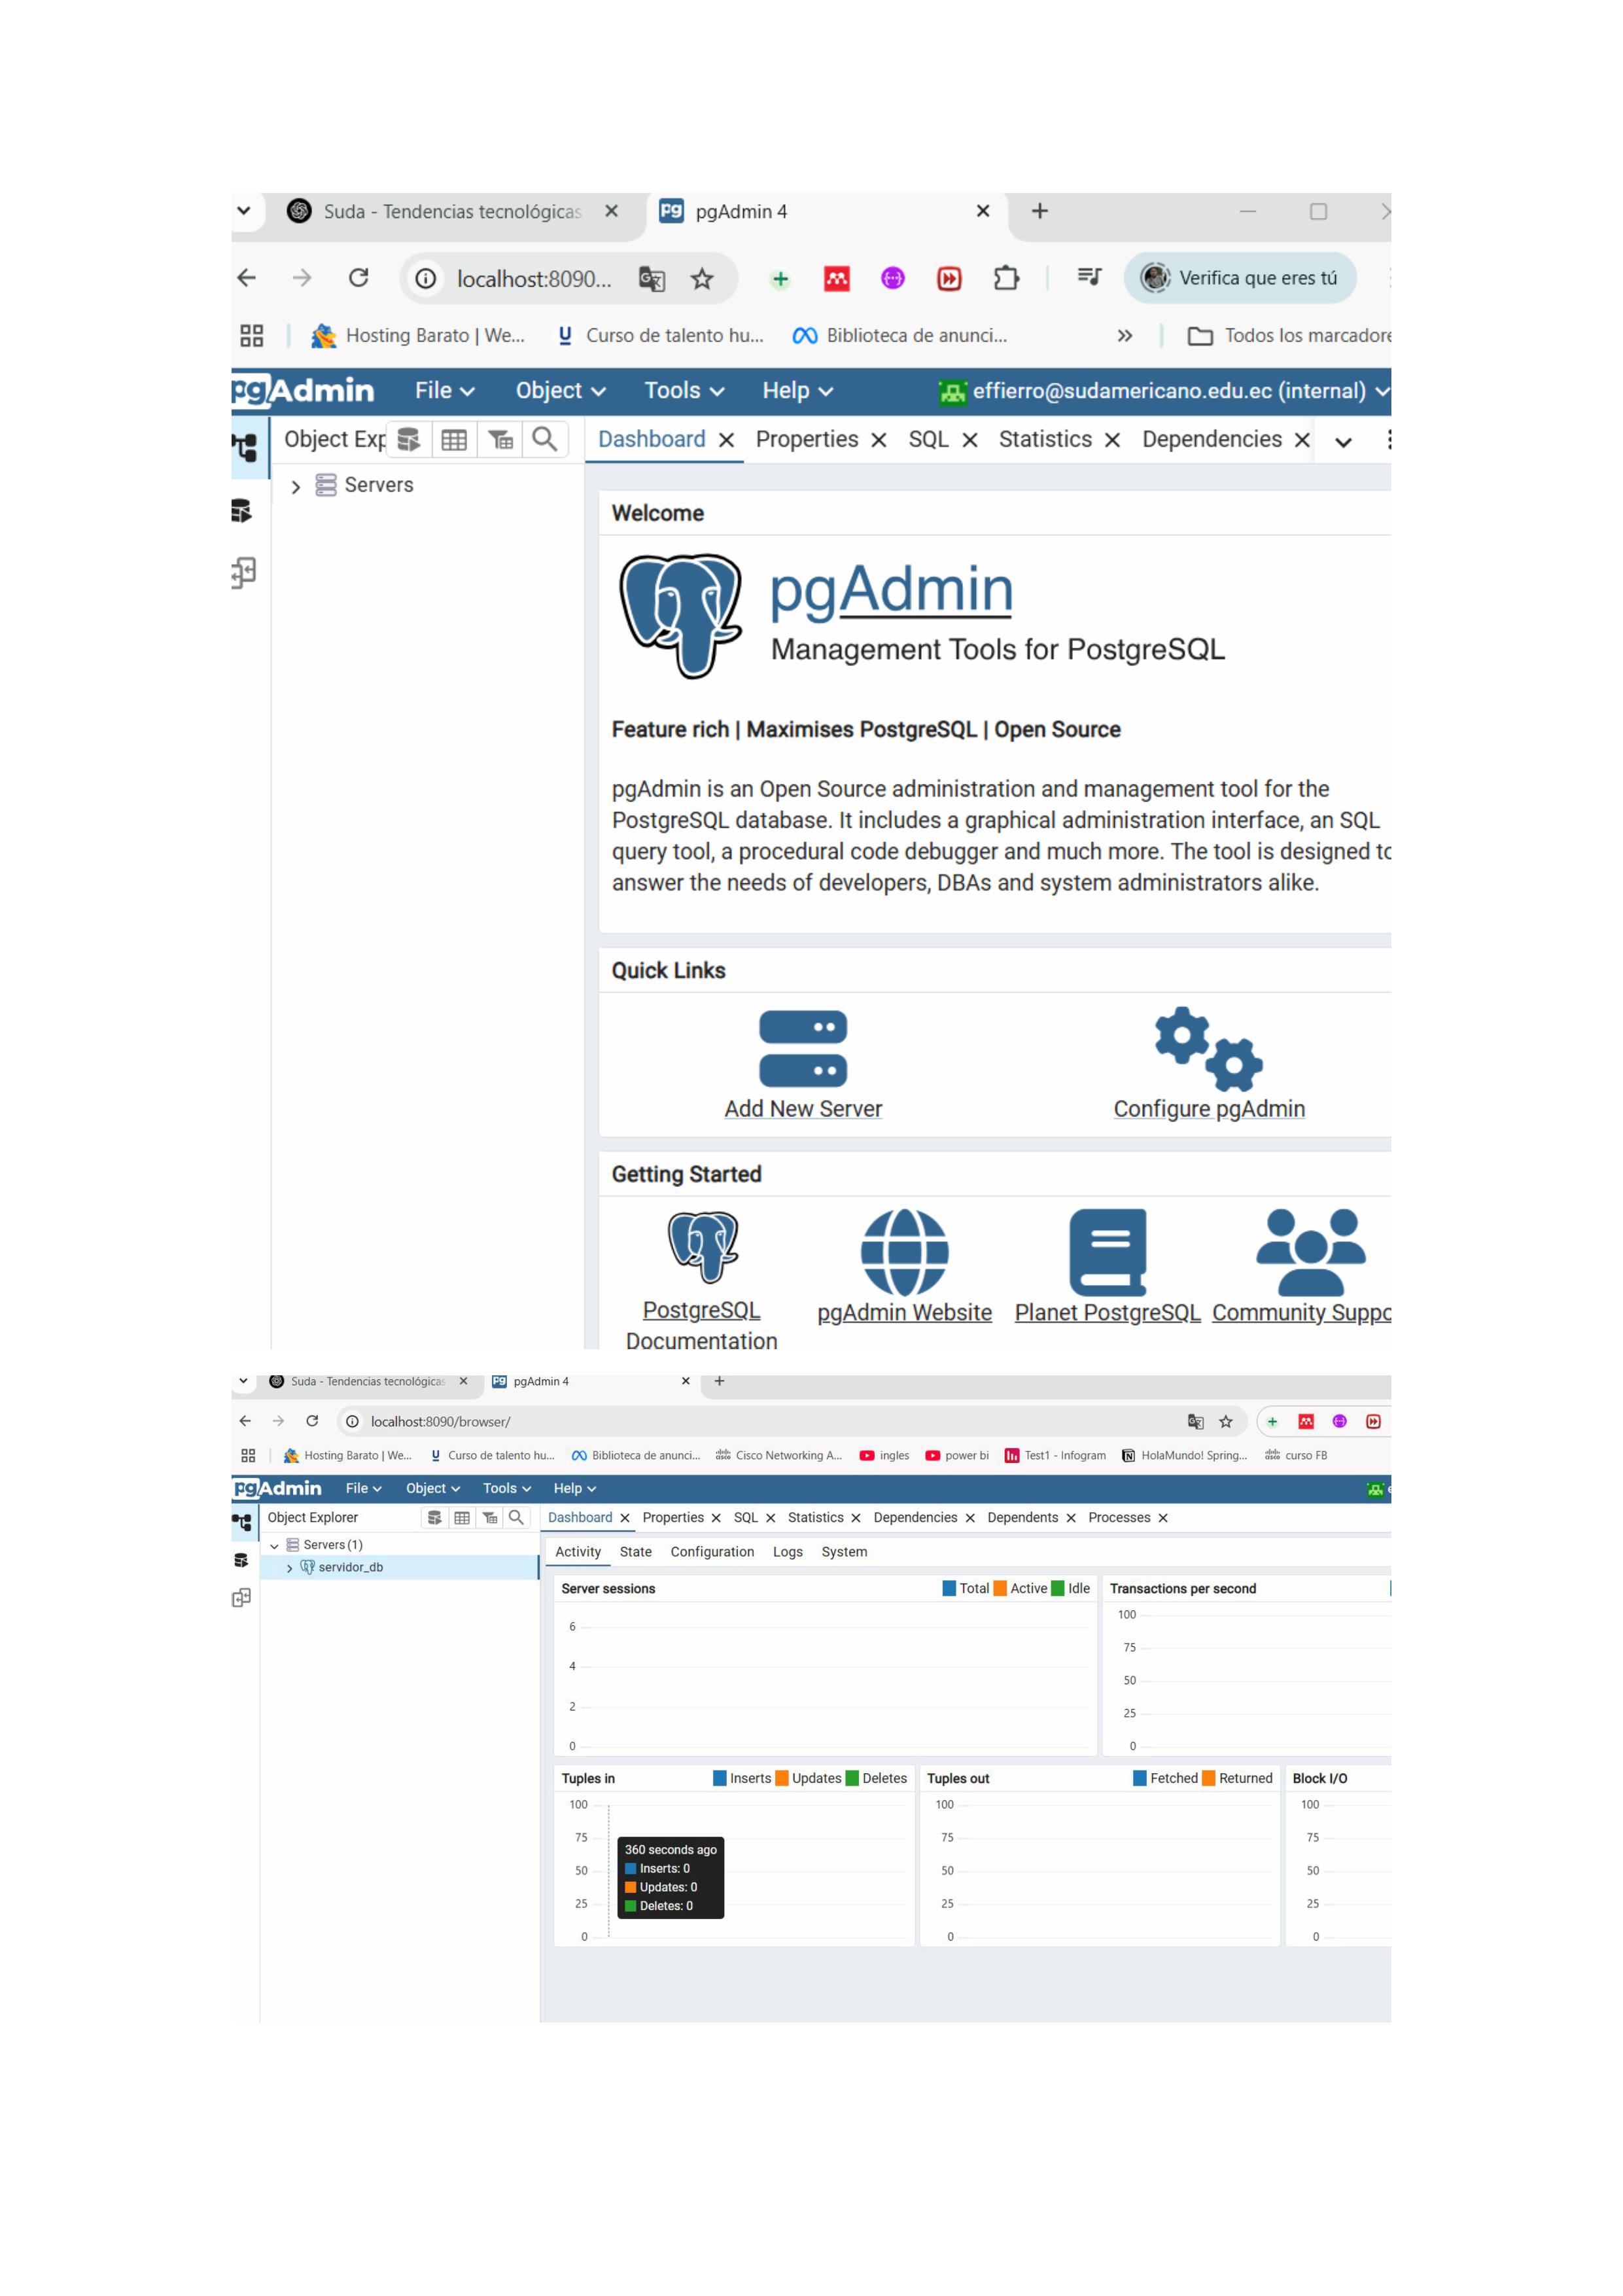 Suda - Tendencias tecnológicas
pgAdmin 4
localhost:8090...
Verifica que eres tú
Hosting Barato | We...
Curso de talento hu...
Biblioteca de anunci...
Todos los marcadore
pgAdmin File Object Tools Help effierro@sudamericano.edu.ec (internal)
Object Exp
Dashboard Properties SQL Statistics Dependencies
Servers
Welcome
pgAdmin
Management Tools for PostgreSQL
Feature rich | Maximises PostgreSQL | Open Source
pgAdmin is an Open Source administration and management tool for the
PostgreSQL database. It includes a graphical administration interface, an SQL
query tool, a procedural code debugger and much more. The tool is designed to
answer the needs of developers, DBAs and system administrators alike.
Quick Links
Add New Server
Configure pgAdmin
Getting Started
PostgreSQL
Documentation
pgAdmin Website
Planet PostgreSQL
Community Suppo
Suda - Tendencias tecnológicas
pgAdmin 4
localhost:8090/browser/
Hosting Barato | We...
Curso de talento hu...
Biblioteca de anunci...
Cisco Networking A...
ingles
power bi
Test1 - Infogram
HolaMundo! Spring...
curso FB
pgAdmin File Object Tools Help
Object Explorer
Dashboard Properties SQL Statistics Dependencies Dependents Processes
Servers (1)
servidor_db
Activity State Configuration Logs System
Server sessions
Total Active Idle
6
4
2
0
Transactions per second
100
75
50
25
0
Tuples in
Inserts Updates Deletes
100
75
50
25
0
360 seconds ago
Inserts: 0
Updates: 0
Deletes: 0
Tuples out
Fetched Returned
100
75
50
25
0
Block I/O
100
75
50
25
0